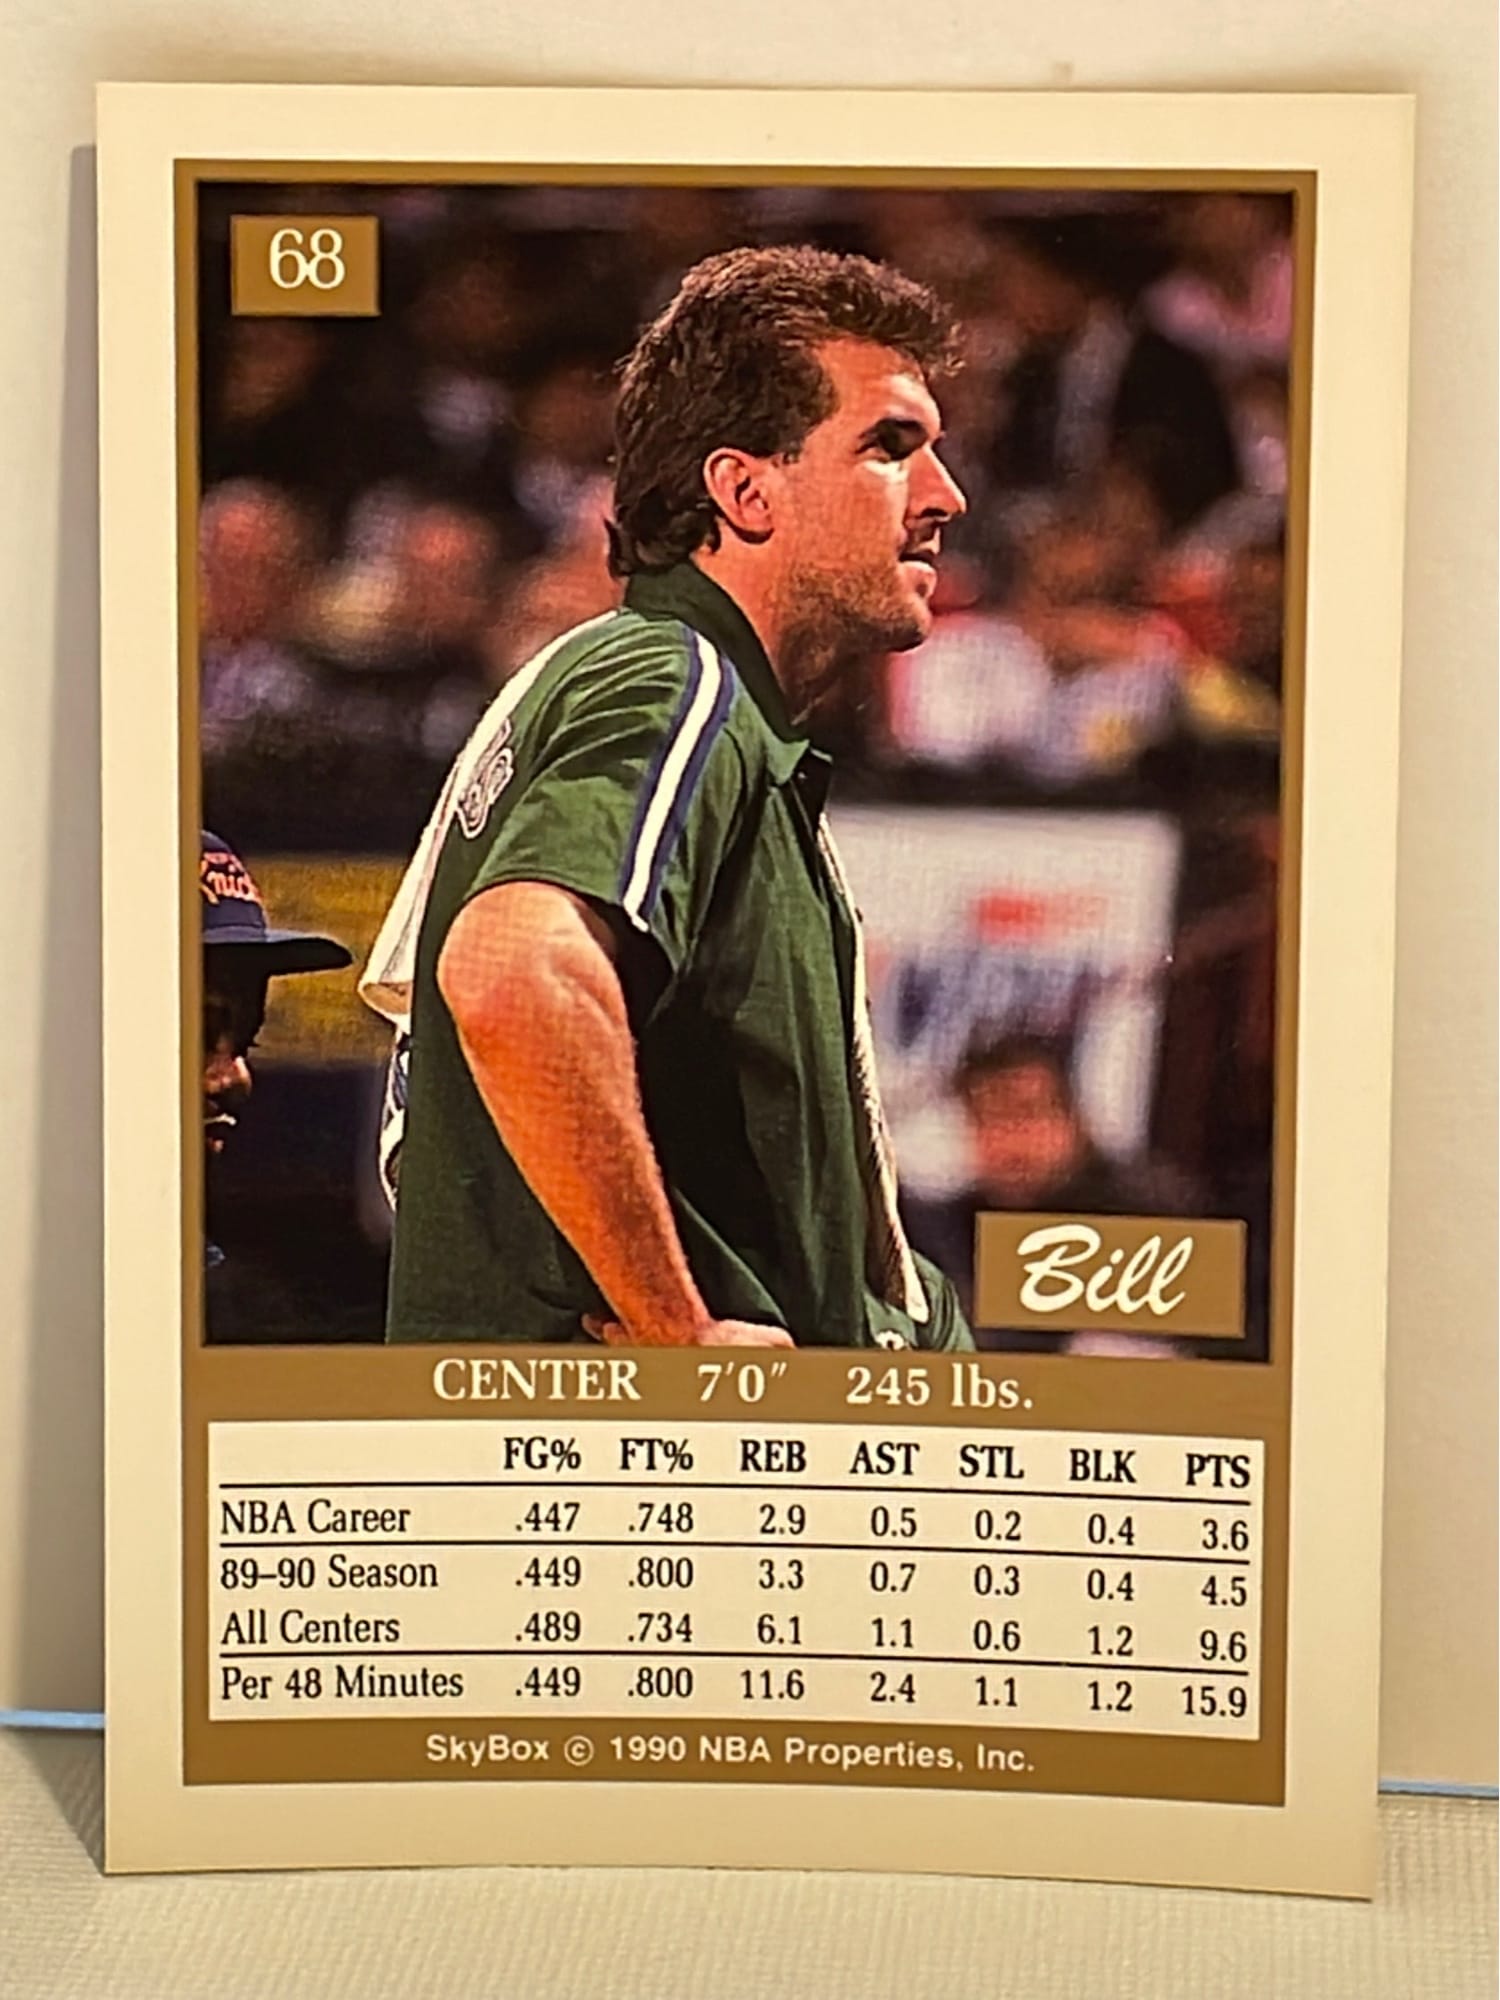 68
Knic
Bill
CENTER 7'0" 245 lbs.
FG% FT% REB AST STL BLK PTS
NBA Career .447 .748 2.9 0.5 0.2 0.4 3.6
89–90 Season .449 .800 3.3 0.7 0.3 0.4 4.5
All Centers .489 .734 6.1 1.1 0.6 1.2 9.6
Per 48 Minutes .449 .800 11.6 2.4 1.1 1.2 15.9
SkyBox © 1990 NBA Properties, Inc.